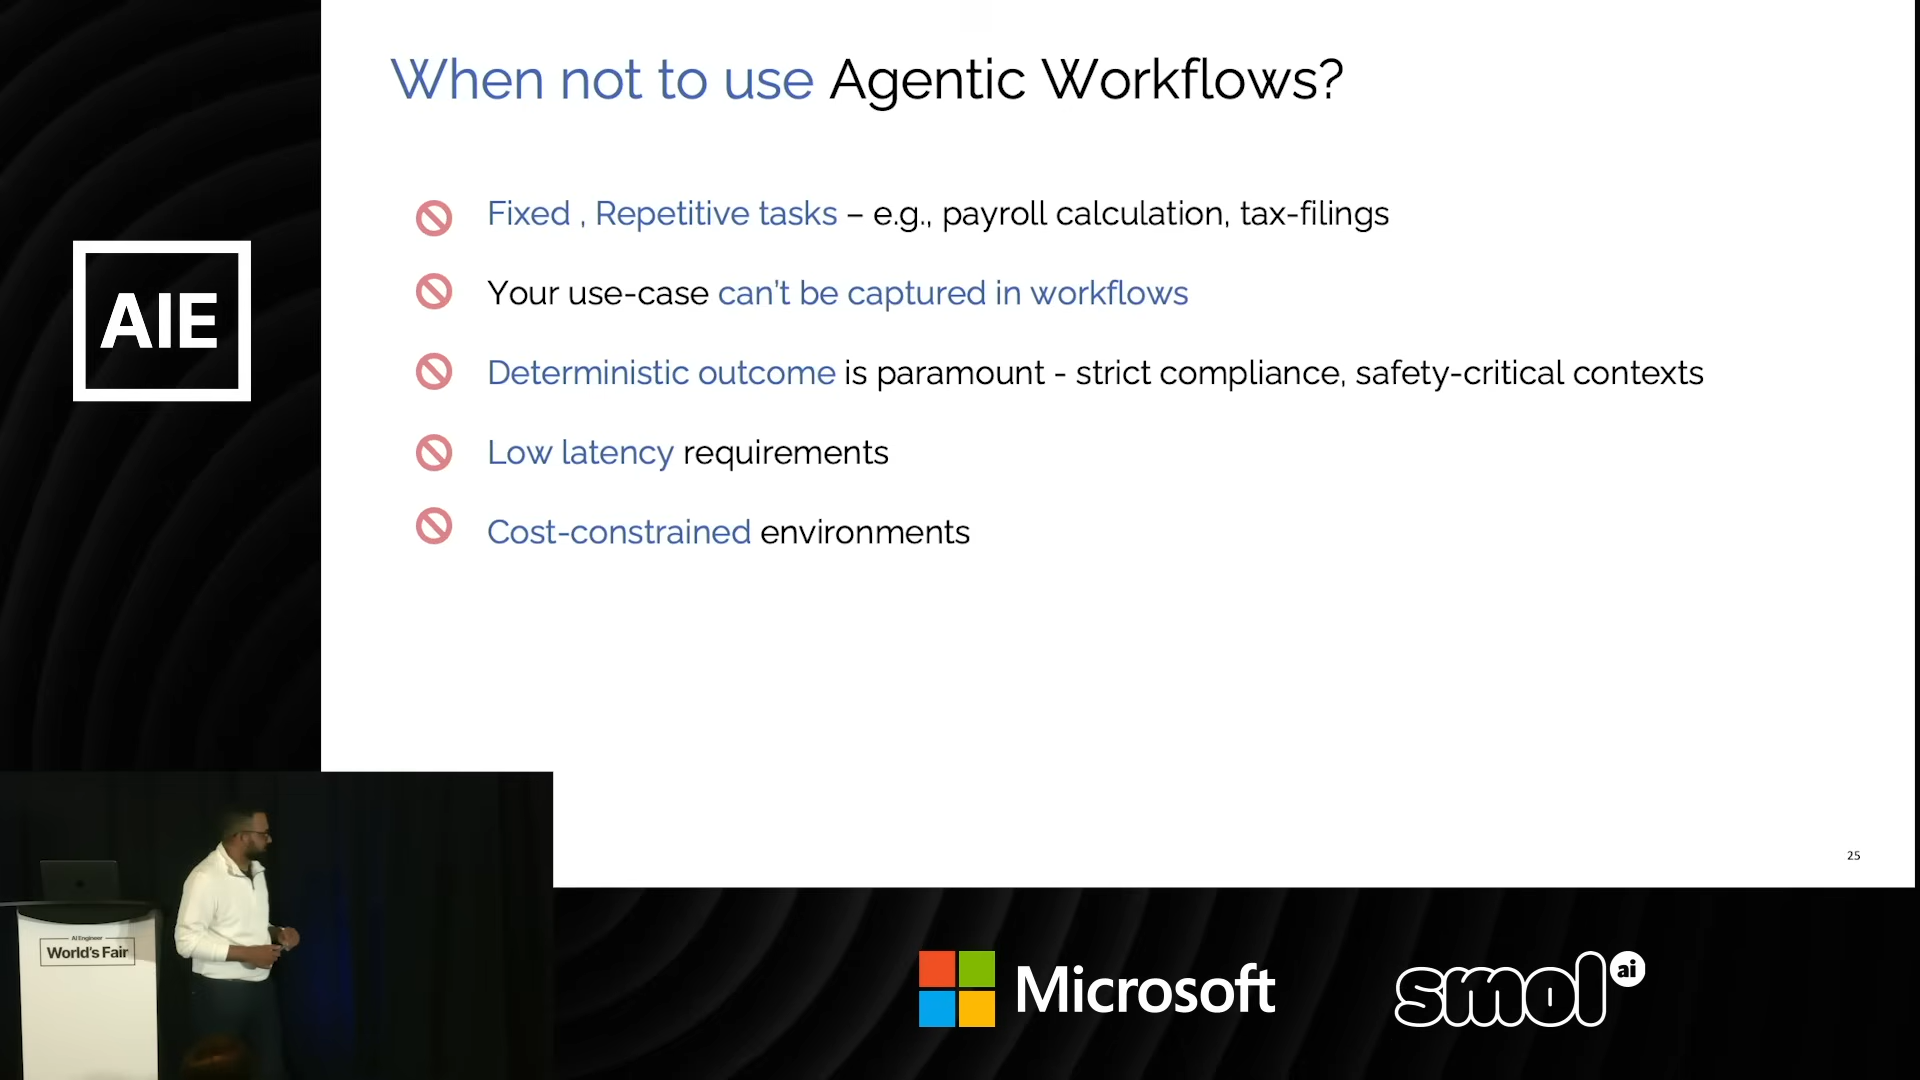 When not to use Agentic Workflows?
Fixed , Repetitive tasks – e.g., payroll calculation, tax-filings
Your use-case can't be captured in workflows
Deterministic outcome is paramount - strict compliance, safety-critical contexts
Low latency requirements
Cost-constrained environments
25
AIE
AI Engineer
World's Fair
Microsoft
smol ai